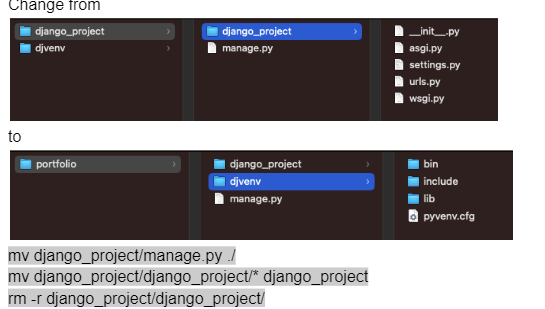 Change from
django_project
djvenv
django_project
manage.py
__init__.py
asgi.py
settings.py
urls.py
wsgi.py
to
portfolio
django_project
djvenv
manage.py
bin
include
lib
pyvenv.cfg
mv django_project/manage.py ./
mv django_project/django_project/* django_project
rm -r django_project/django_project/